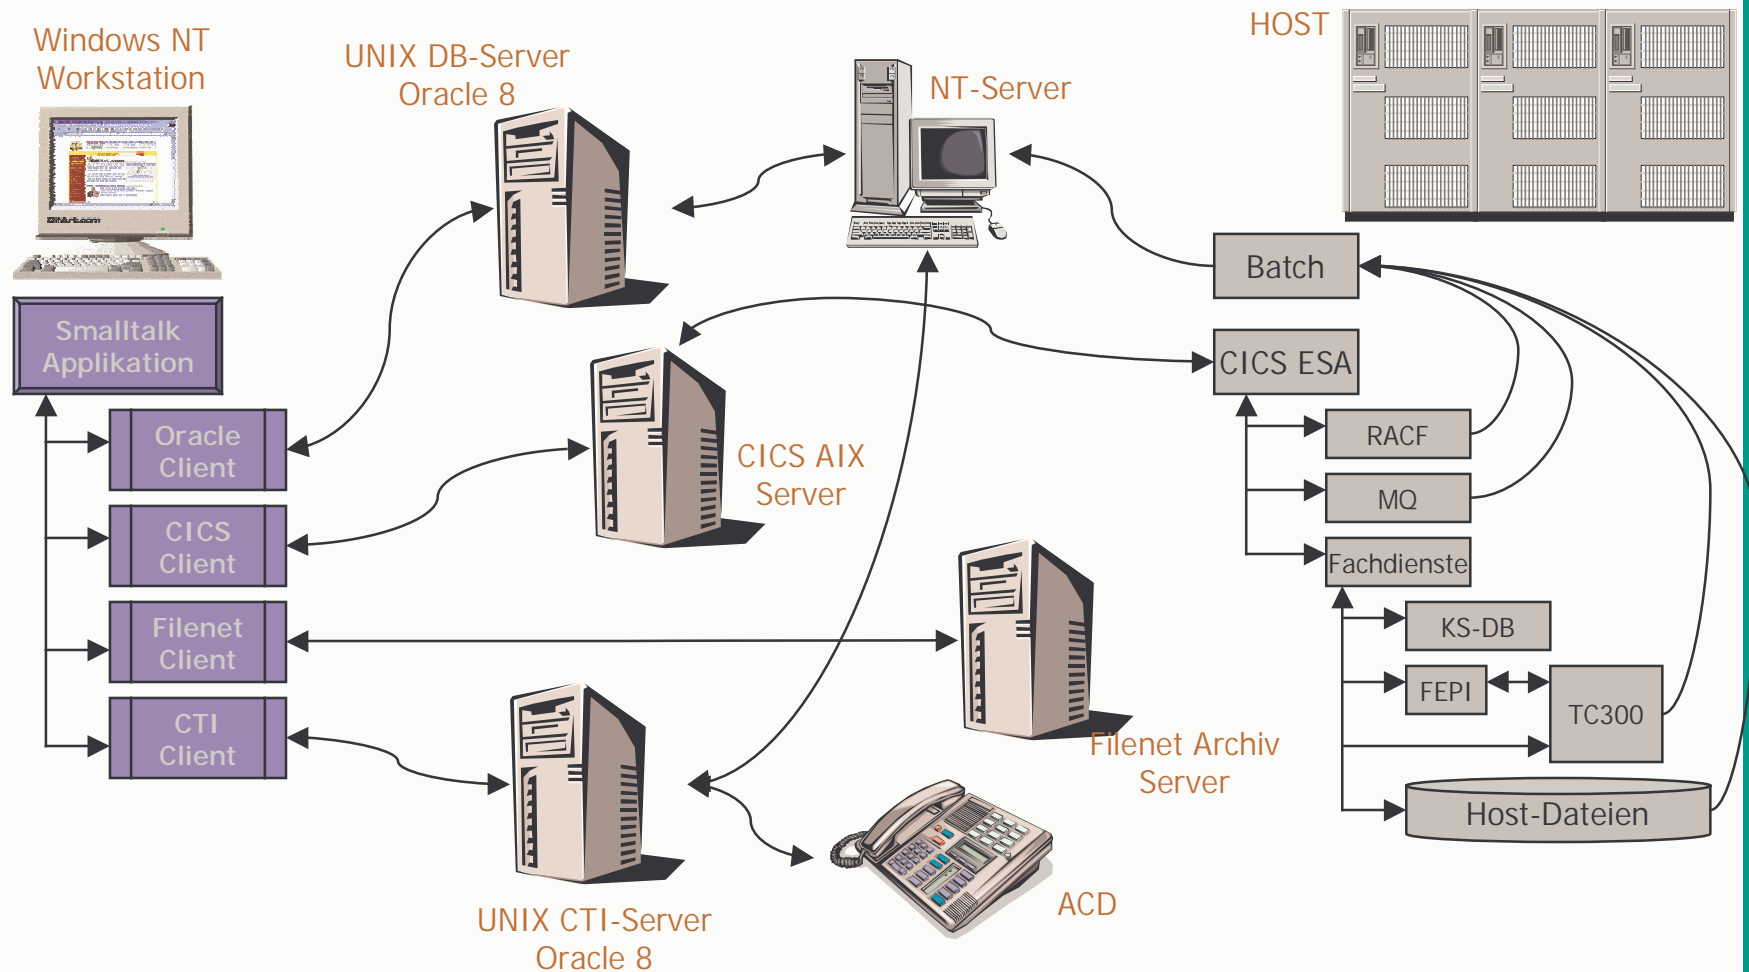 Windows NT
Workstation
UNIX DB-Server
Oracle 8
NT-Server
HOST
Smalltalk
Applikation
Oracle
Client
CICS
Client
Filenet
Client
CTI
Client
CICS AIX
Server
Filenet Archiv
Server
UNIX CTI-Server
Oracle 8
ACD
Batch
CICS ESA
RACF
MQ
Fachdienste
KS-DB
FEPI
TC300
Host-Dateien